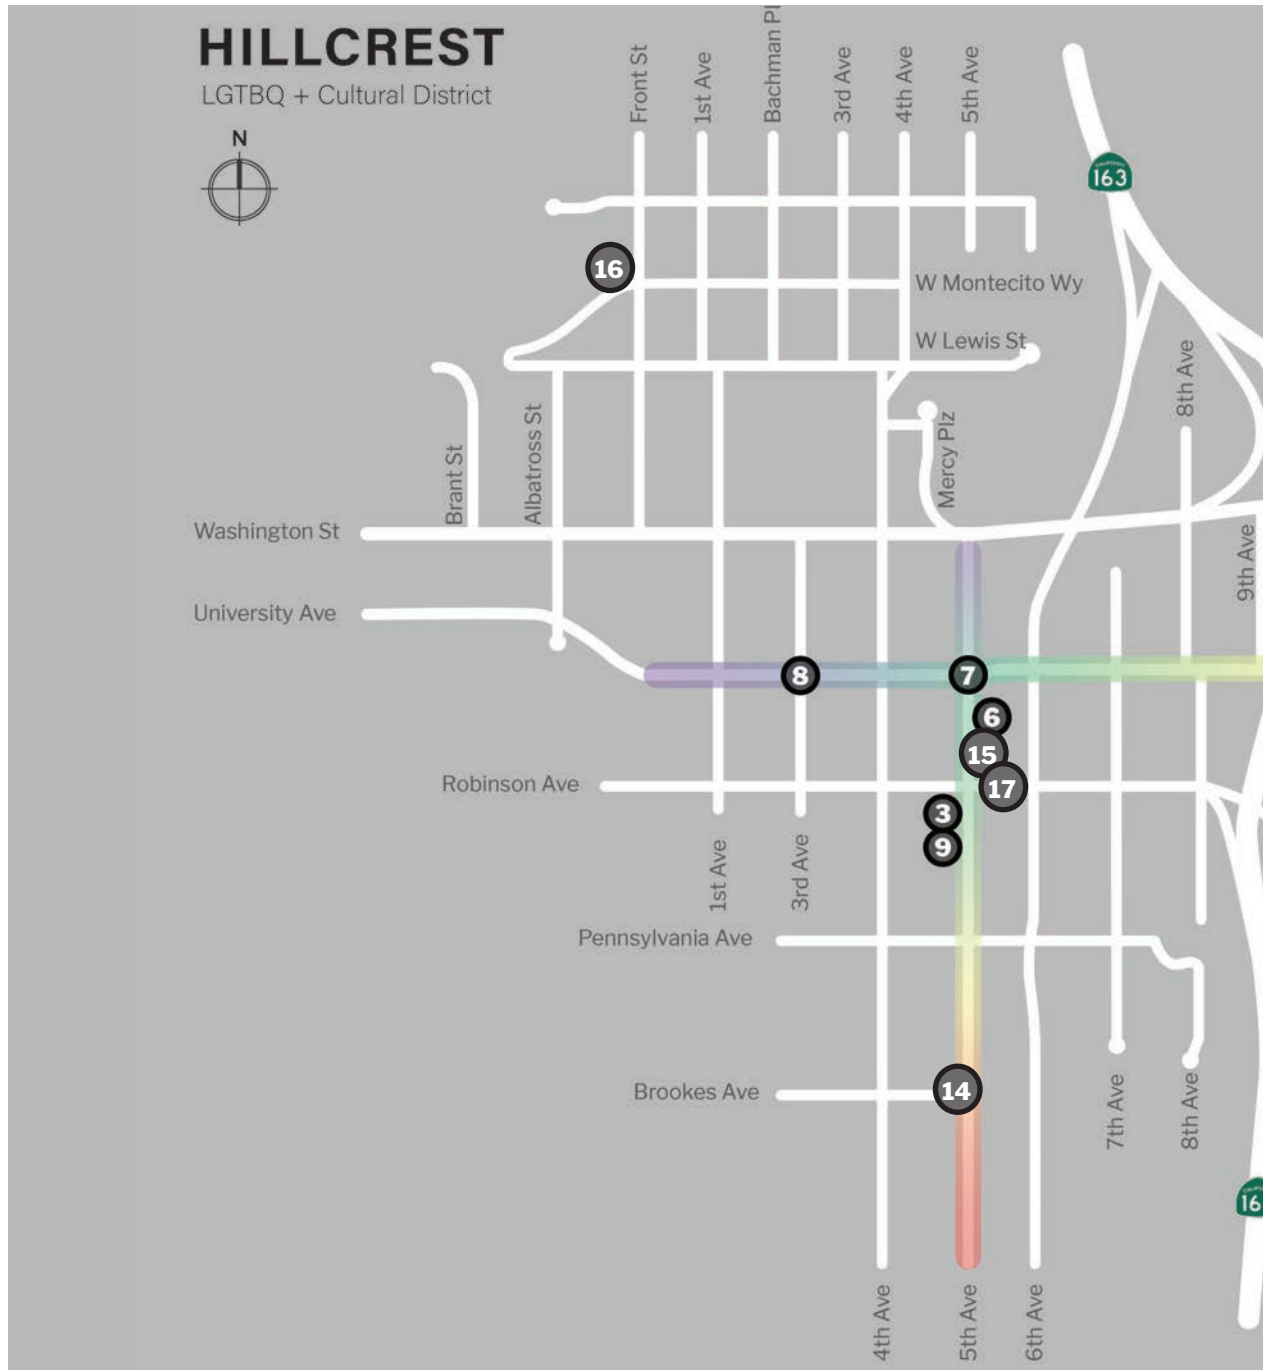 HILLCREST
LGTBQ + Cultural District
N
Front St
1st Ave
Bachman Pl
3rd Ave
4th Ave
5th Ave
CALIFORNIA
163
16
W Montecito Wy
W Lewis St
8th Ave
Brant St
Albatross St
Mercy Plz
Washington St
9th Ave
University Ave
8
7
6
15
Robinson Ave
17
3
9
1st Ave
3rd Ave
Pennsylvania Ave
Brookes Ave
14
7th Ave
8th Ave
16
4th Ave
5th Ave
6th Ave